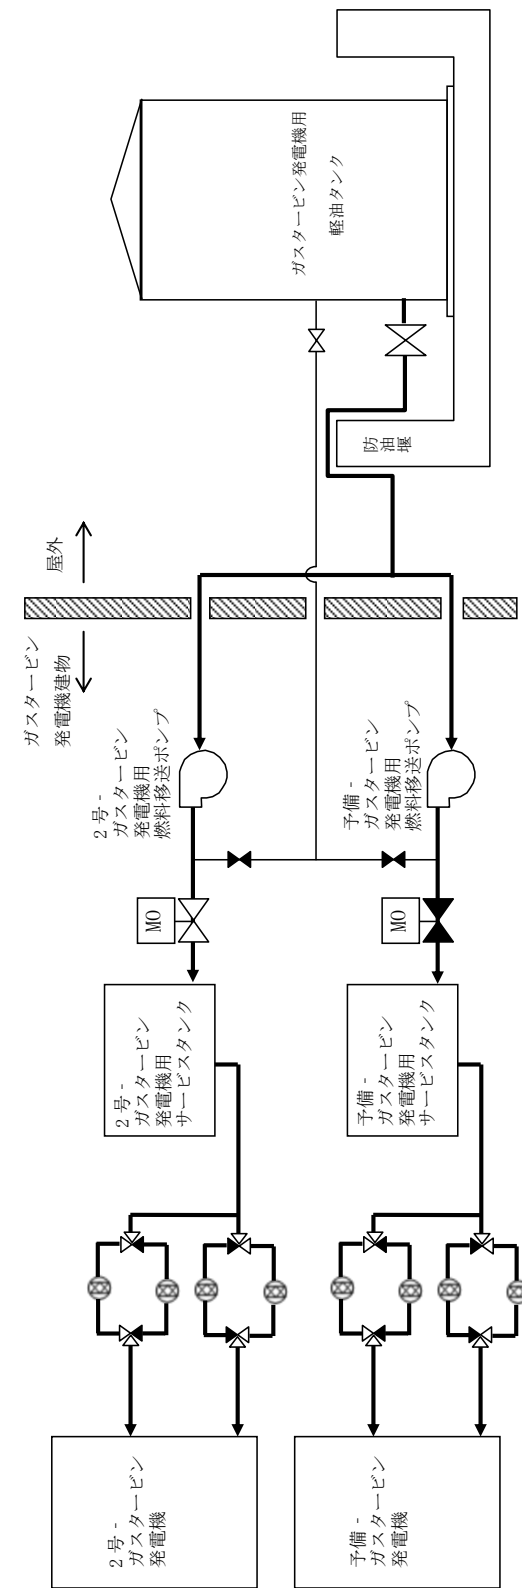 ガスタービン発電機用
軽油タンク
防
油
堰
屋外
ガスタービン
発電機建物
2号-
ガスタービン
発電機用
燃料移送ポンプ
予備-
ガスタービン
発電機用
燃料移送ポンプ
MO
MO
2号-
ガスタービン
発電機用
サービスタンク
予備-
ガスタービン
発電機用
サービスタンク
2号-
ガスタービン
発電機
予備-
ガスタービン
発電機